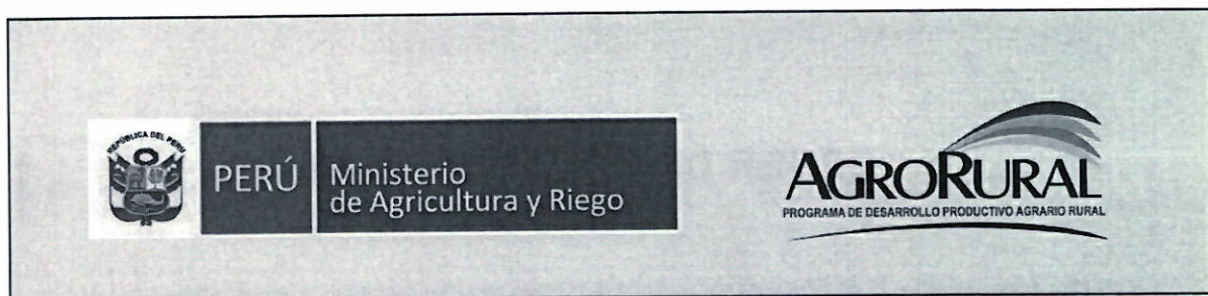 REPÚBLICA DEL PERÚ
PERÚ
Ministerio
de Agricultura y Riego
AGRORURAL
PROGRAMA DE DESARROLLO PRODUCTIVO AGRARIO RURAL